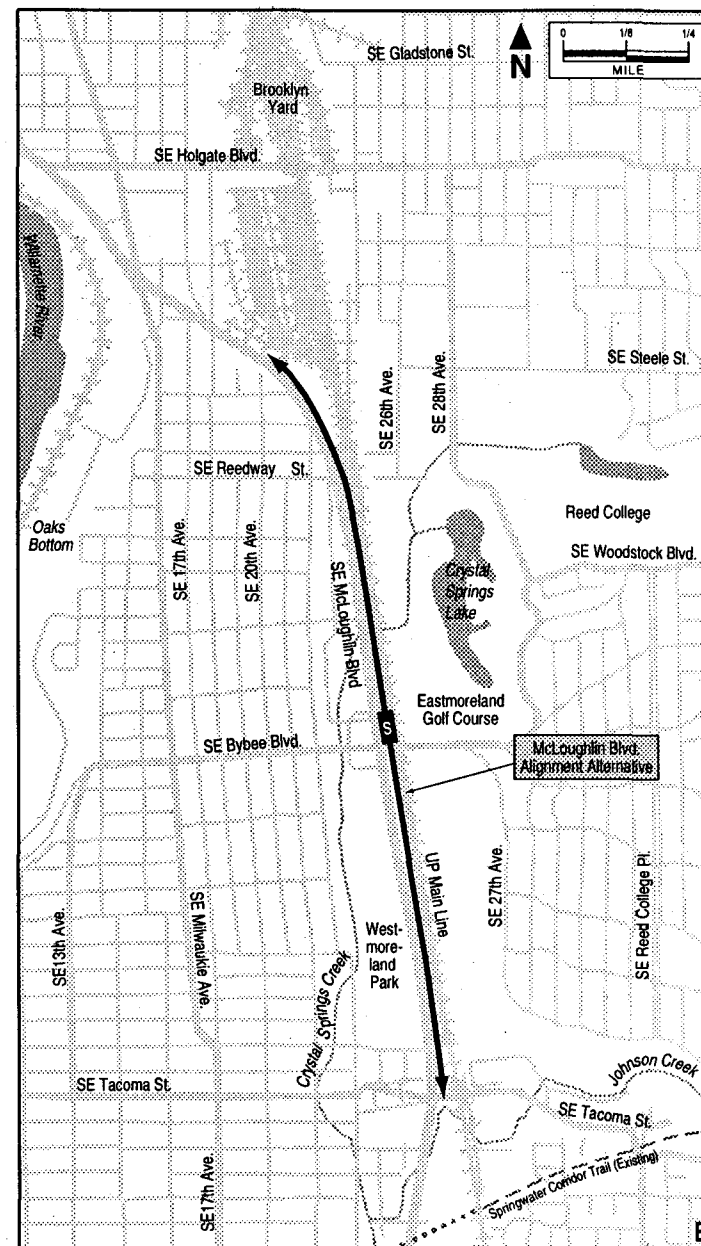 SE Gladstone St.
N
0 1/8 1/4
MILE
Brooklyn
Yard
SE Holgate Blvd.
Willamette River
SE Steele St.
SE 26th Ave.
SE 28th Ave.
SE Reedway St.
Reed College
Oaks
Bottom
SE 17th Ave.
SE 20th Ave.
SE McLoughlin Blvd
SE Woodstock Blvd.
Crystal
Springs
Lake
Eastmoreland
Golf Course
S
SE Bybee Blvd.
McLoughlin Blvd.
Alignment Alternative
UP Main Line
SE 27th Ave.
SE Reed College Pl.
SE13th Ave.
SE Milwaukie Ave.
West-
more-
land
Park
Crystal Springs Creek
Johnson Creek
SE Tacoma St.
SE Tacoma St.
SE17th Ave.
Springwater Corridor Trail (Existing)